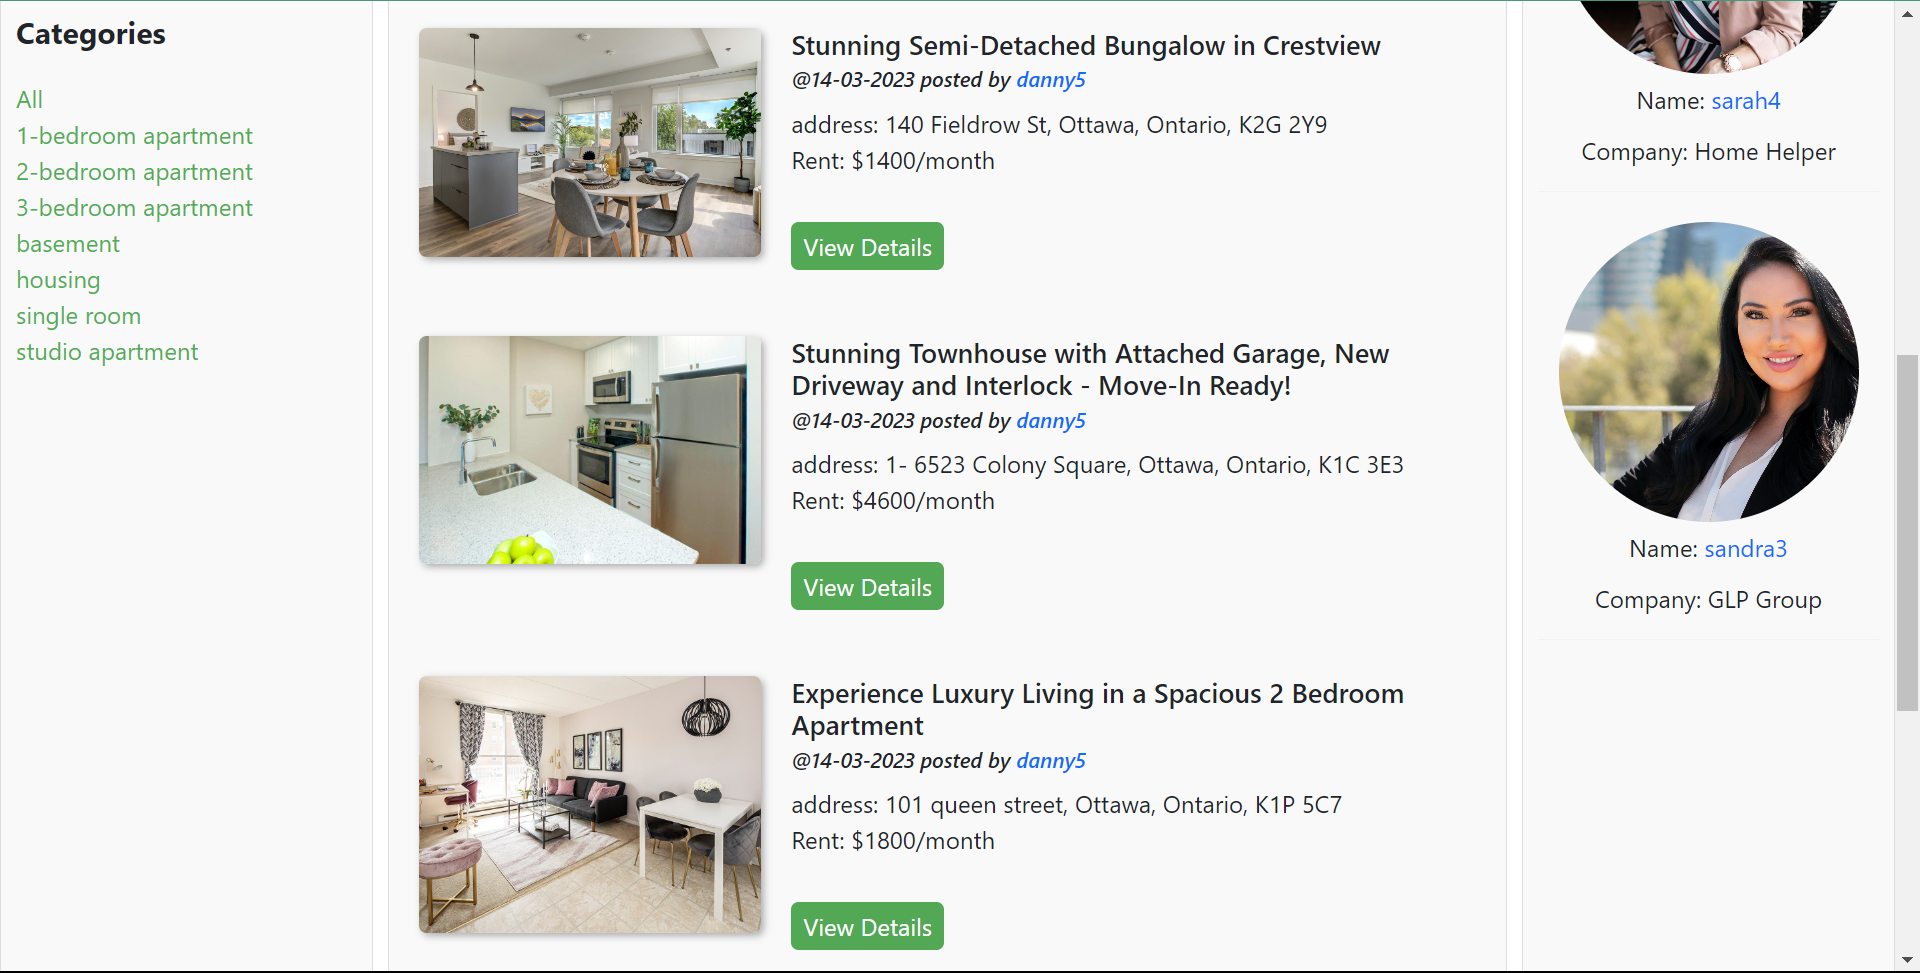 Categories
All
1-bedroom apartment
2-bedroom apartment
3-bedroom apartment
basement
housing
single room
studio apartment
Stunning Semi-Detached Bungalow in Crestview
@14-03-2023 posted by danny5
address: 140 Fieldrow St, Ottawa, Ontario, K2G 2Y9
Rent: $1400/month
View Details
Stunning Townhouse with Attached Garage, New
Driveway and Interlock - Move-In Ready!
@14-03-2023 posted by danny5
address: 1- 6523 Colony Square, Ottawa, Ontario, K1C 3E3
Rent: $4600/month
View Details
Experience Luxury Living in a Spacious 2 Bedroom
Apartment
@14-03-2023 posted by danny5
address: 101 queen street, Ottawa, Ontario, K1P 5C7
Rent: $1800/month
View Details
Name: sarah4
Company: Home Helper
Name: sandra3
Company: GLP Group